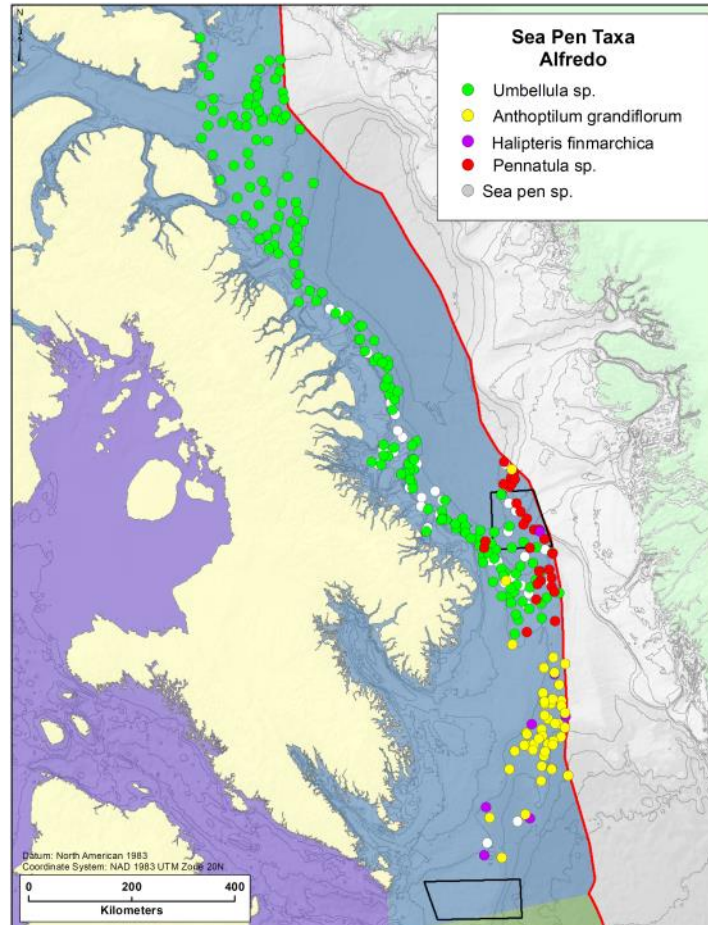 N
Sea Pen Taxa
Alfredo
Umbellula sp.
Anthoptilum grandiflorum
Halipteris finmarchica
Pennatula sp.
Sea pen sp.
Datum: North American 1983
Coordinate System: NAD 1983 UTM Zone 20N
0 200 400
Kilometers